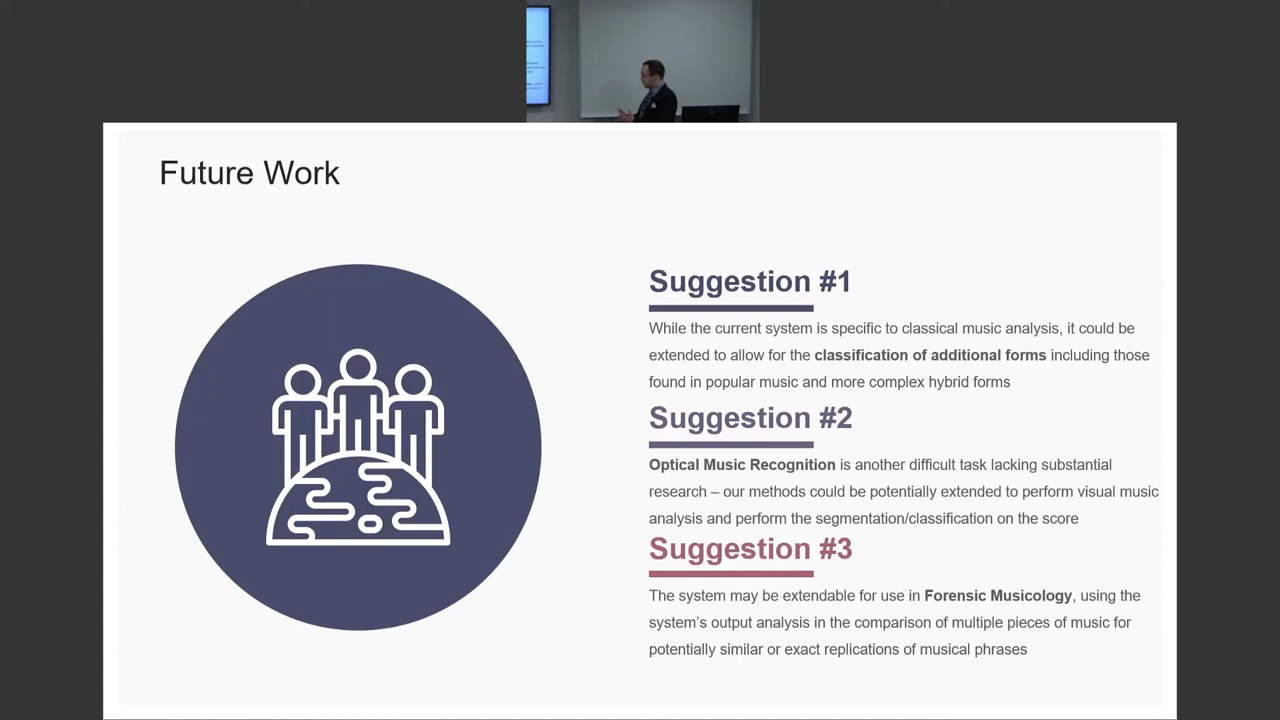 Future Work
Suggestion #1
While the current system is specific to classical music analysis, it could be
extended to allow for the classification of additional forms including those
found in popular music and more complex hybrid forms
Suggestion #2
Optical Music Recognition is another difficult task lacking substantial
research – our methods could be potentially extended to perform visual music
analysis and perform the segmentation/classification on the score
Suggestion #3
The system may be extendable for use in Forensic Musicology, using the
system's output analysis in the comparison of multiple pieces of music for
potentially similar or exact replications of musical phrases